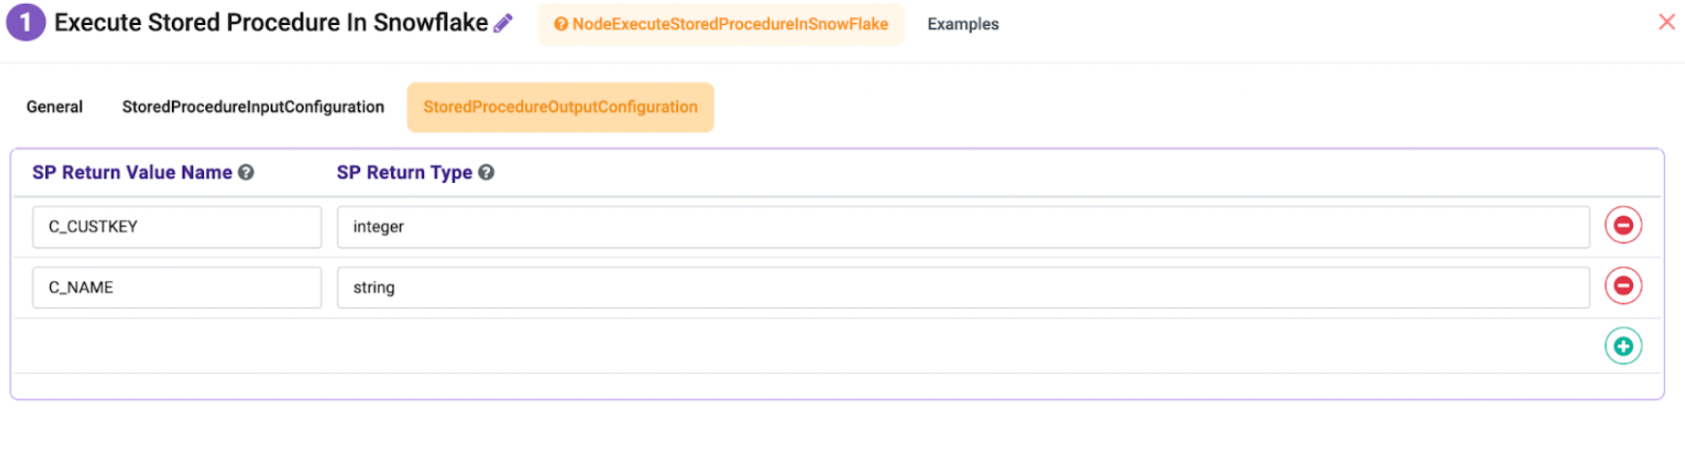 1 Execute Stored Procedure In Snowflake NodeExecuteStoredProcedureInSnowFlake Examples
General StoredProcedureInputConfiguration StoredProcedureOutputConfiguration
SP Return Value Name SP Return Type
C_CUSTKEY integer
C_NAME string